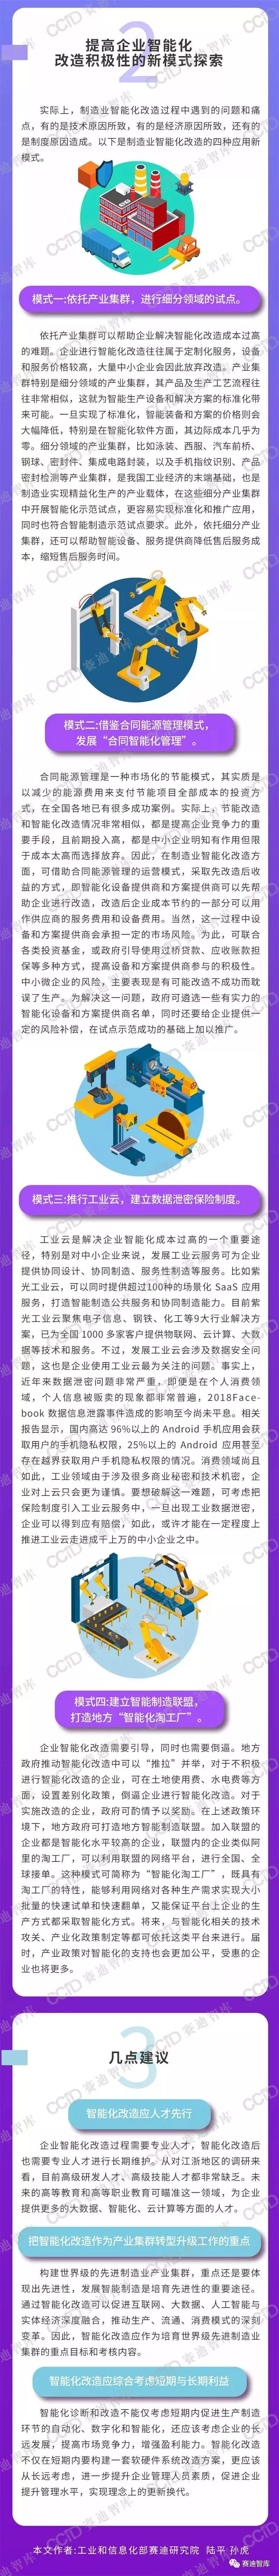 2
提高企业智能化
改造积极性的新模式探索
实际上，制造业智能化改造过程中遇到的问题和痛
点，有的是技术原因所致，有的是经济原因所致，还有的
是制度原因造成。以下是制造业智能化改造的四种应用新
模式。
模式一:依托产业集群，进行细分领域的试点。
依托产业集群可以帮助企业解决智能化改造成本过高
的难题。企业进行智能化改造往往属于定制化服务，设备
和服务价格较高，大量中小企业会因此放弃改造。产业集
群特别是细分领域的产业集群，其产品及生产工艺流程往
往非常相似，这就为智能生产设备和解决方案的标准化带
来可能。一旦实现了标准化，智能装备和方案的价格则会
大幅降低，特别是在智能化软件方面，其边际成本几乎为
零。细分领域的产业集群，比如泳装、西服、汽车前桥、
钢球、密封件、集成电路封装，以及手机指纹识别、产品
密封检测等产业集群，是我国工业经济的末端基础，也是
制造业实现精益化生产的产业载体，在这些细分产业集群
中开展智能化示范试点，更容易实现标准化和推广应用，
同时也符合智能制造示范试点要求。此外，依托细分产业
集群，还可以帮助智能设备、服务提供商降低售后服务成
本，缩短售后服务时间。
模式二:借鉴合同能源管理模式，
发展“合同智能化管理”。
合同能源管理是一种市场化的节能模式，其实质是
以减少的能源费用来支付节能项目全部成本的投资方
式，在全国各地已有很多成功案例。实际上，节能改造
和智能化改造情况非常相似，都是提高企业竞争力的重
要手段，且前期投入高，都是中小企业明知有作用但限
于成本太高而选择放弃。因此，在制造业智能化改造方
面，可借助合同能源管理的运营模式，采取先改造后收
益的方式，即智能化设备提供商和方案提供商可以先帮
助企业进行改造，改造后企业成本节约的一部分可以用
作供应商的服务费用和设备费用。当然，这一过程中设
备和方案提供商会承担一定的市场风险。为此，可联合
各类投资基金，或政府引导使用过桥贷款、应收账款担
保等多种方式，提高设备和方案提供商参与的积极性。
中小微企业的风险，主要表现是有可能改造不成功而耽
误了生产。为解决这一问题，政府可遴选一些有实力的
智能化设备和方案提供商名单，同时还要给企业提供一
定的风险补偿，在试点示范成功的基础上加以推广。
模式三:推行工业云，建立数据泄密保险制度。
工业云是解决企业智能化成本过高的一个重要途
径，特别是对中小企业来说，发展工业云服务可为企业
提供协同设计、协同制造、服务性制造等服务。比如紫
光工业云，可以同时提供超过100种的场景化 SaaS 应用
服务，打造智能制造公共服务和协同制造能力。目前紫
光工业云聚焦电子信息、钢铁、化工等9大行业解决方
案，已为全国 1000 多家客户提供物联网、云计算、大数
据等技术和服务。不过，发展工业云会涉及数据安全问
题，这也是企业使用工业云最为关注的问题。事实上，
近年来数据泄密问题非常严重，即便是在个人消费领
域，个人信息被贩卖的现象都非常普遍，2018Face-
book 数据信息泄露事件造成的影响至今尚未平息。相关
报告显示，国内高达 96%以上的 Android 手机应用会获
取用户的手机隐私权限，25%以上的 Android 应用甚至
存在越界获取用户手机隐私权限的情况。消费领域尚且
如此，工业领域由于涉及很多商业秘密和技术机密，企
业对上云只会更为谨慎。要想破解这一难题，可考虑把
保险制度引入工业云服务中，一旦出现工业数据泄密，
企业可以得到应有赔偿，如此，或许才能在一定程度上
推进工业云走进成千上万的中小企业之中。
模式四:建立智能制造联盟，
打造地方“智能化淘工厂”。
企业智能化改造需要引导，同时也需要倒逼。地方
政府推动智能化改造中可以“推拉”并举，对于不积极
进行智能化改造的企业，可在土地使用费、水电费等方
面，设置差别化政策，倒逼企业进行智能化改造。对于
实施改造的企业，政府可酌情予以奖励。在上述政策环
境下，地方政府可打造地方智能制造联盟。加入联盟的
企业都是智能化水平较高的企业，联盟内的企业类似阿
里的淘工厂，可以利用联盟的网络平台，进行全国、全
球接单。这种模式可简称为“智能化淘工厂”，既具有
淘工厂的特性，能够利用网络对各种生产需求实现大小
批量的快速试单和快速翻单，又能保证平台上企业的生
产方式都采取智能化方式。将来，与智能化相关的技术
攻关、产业化政策制定等都可依托这类平台来进行。届
时，产业政策对智能化的支持也会更加公平，受惠的企
业也将更多。
3
几点建议
智能化改造应人才先行
企业智能化改造过程需要专业人才，智能化改造后
也需要专业人才进行长期维护。从对江浙地区的调研来
看，目前高级研发人才、高级技能人才都非常缺乏。未
来的高等教育和高等职业教育可瞄准这一领域，为企业
提供更多的大数据、智能化、云计算等方面的人才。
把智能化改造作为产业集群转型升级工作的重点
构建世界级的先进制造业产业集群，重点还是要体
现出先进性，发展智能制造是培育先进性的重要途径。
通过智能化改造可以促进互联网、大数据、人工智能与
实体经济深度融合，推动生产、流通、消费模式的深刻
变革。因此，智能化改造应作为培育世界级先进制造业
集群的重点目标和考核内容。
智能化改造应综合考虑短期与长期利益
智能化诊断和改造不能仅考虑短期内促进生产制造
环节的自动化、数字化和智能化，还应该考虑企业的长
远发展，提高市场竞争力，增强盈利能力。智能化改造
不仅在短期内要构建一套软硬件系统改造方案，更应该
从长远考虑，进一步提升企业管理人员素质，促进企业
提升管理水平，实现理念上的更新换代。
本文作者:工业和信息化部赛迪研究院 陆平 孙虎
赛迪智库